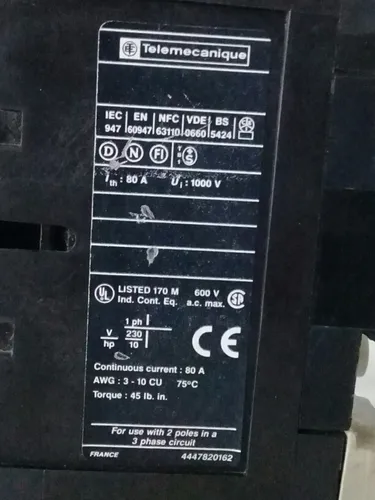 Telemecanique
IEC EN NFC VDE BS
947 60947 63110 0660 5424
D N FI
Ith : 80 A Ui : 1000 V
UL LISTED 170 M 600 V
Ind. Cont. Eq. a.c. max.
1 ph
V 230
hp 10
CE
Continuous current : 80 A
AWG : 3 - 10 CU 75°C
Torque : 45 lb. in.
For use with 2 poles in a
3 phase circuit
FRANCE 4447820162